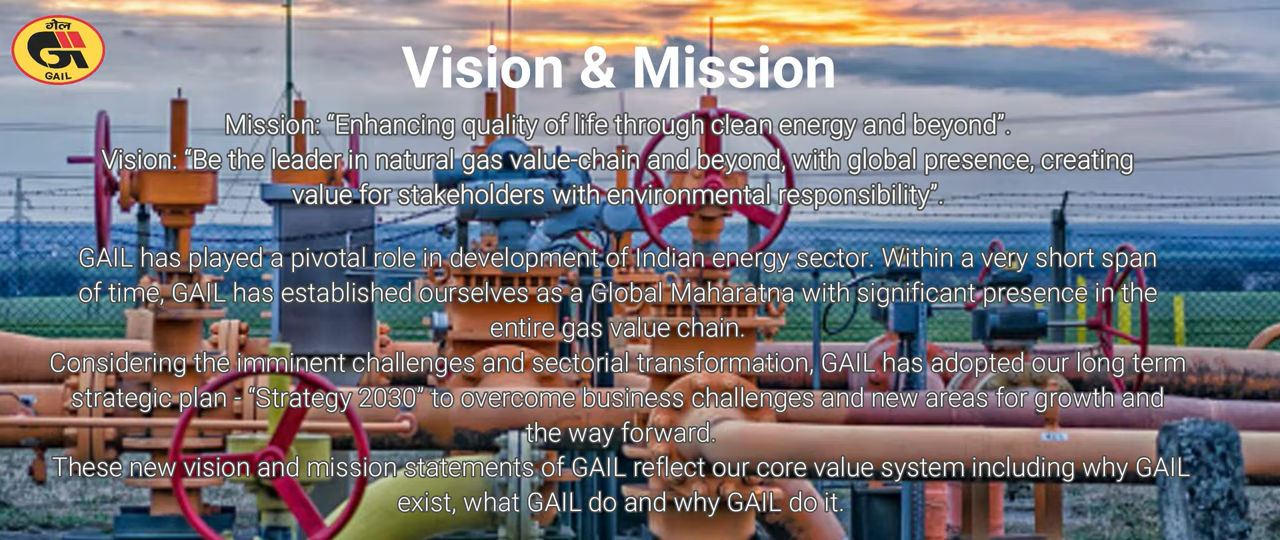 गेल
GAIL
Vision & Mission
Mission: “Enhancing quality of life through clean energy and beyond”.
Vision: “Be the leader in natural gas value-chain and beyond, with global presence, creating
value for stakeholders with environmental responsibility”.
GAIL has played a pivotal role in development of Indian energy sector. Within a very short span
of time, GAIL has established ourselves as a Global Maharatna with significant presence in the
entire gas value chain.
Considering the imminent challenges and sectorial transformation, GAIL has adopted our long term
strategic plan - “Strategy 2030” to overcome business challenges and new areas for growth and
the way forward.
These new vision and mission statements of GAIL reflect our core value system including why GAIL
exist, what GAIL do and why GAIL do it.